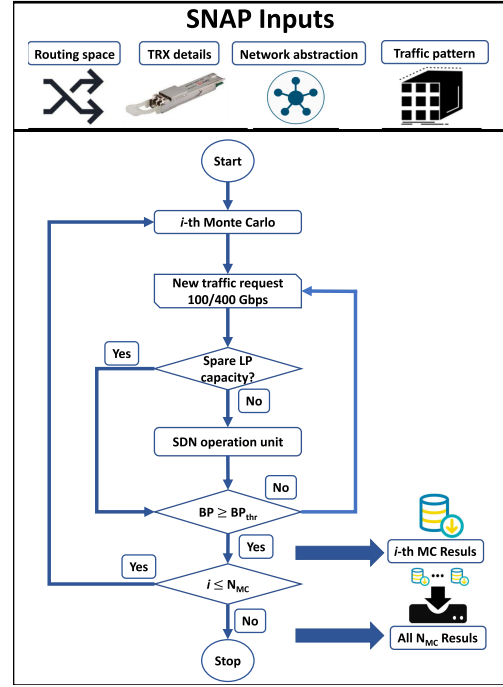 SNAP Inputs
Routing space
TRX details
Network abstraction
Traffic pattern
Start
i-th Monte Carlo
New traffic request
100/400 Gbps
Yes
Spare LP
capacity?
No
SDN operation unit
No
BP ≥ BPthr
Yes
i-th MC Resuls
Yes
i ≤ NMC
No
All NMC Resuls
Stop